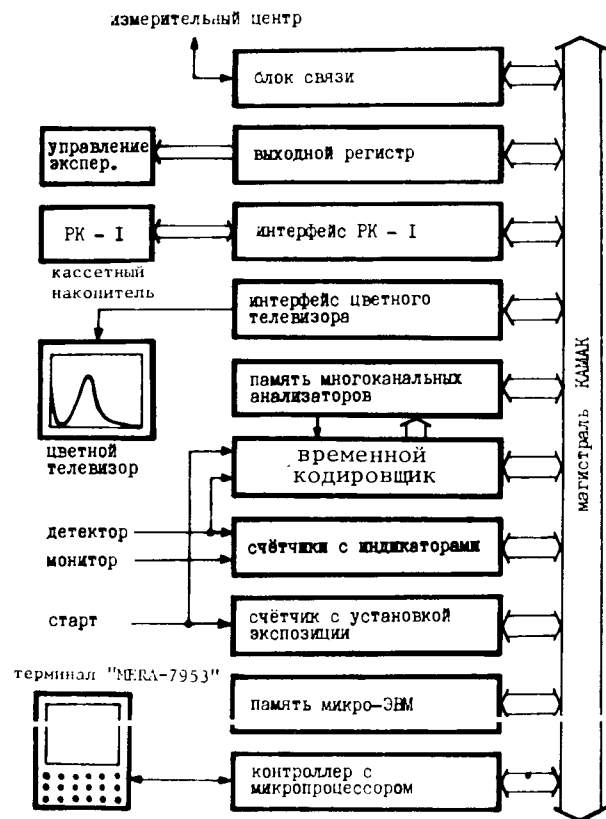 измерительный центр
блок связи
управление
экспер.
выходной регистр
РК - I
интерфейс РК - I
кассетный
накопитель
интерфейс цветного
телевизора
память многоканальных
анализаторов
цветной
телевизор
временной
кодировщик
детектор
монитор
счётчики с индикаторами
старт
счётчик с установкой
экспозиции
терминал "MERA-7953"
память микро-ЭВМ
контроллер с
микропроцессором
магистраль КАМАК